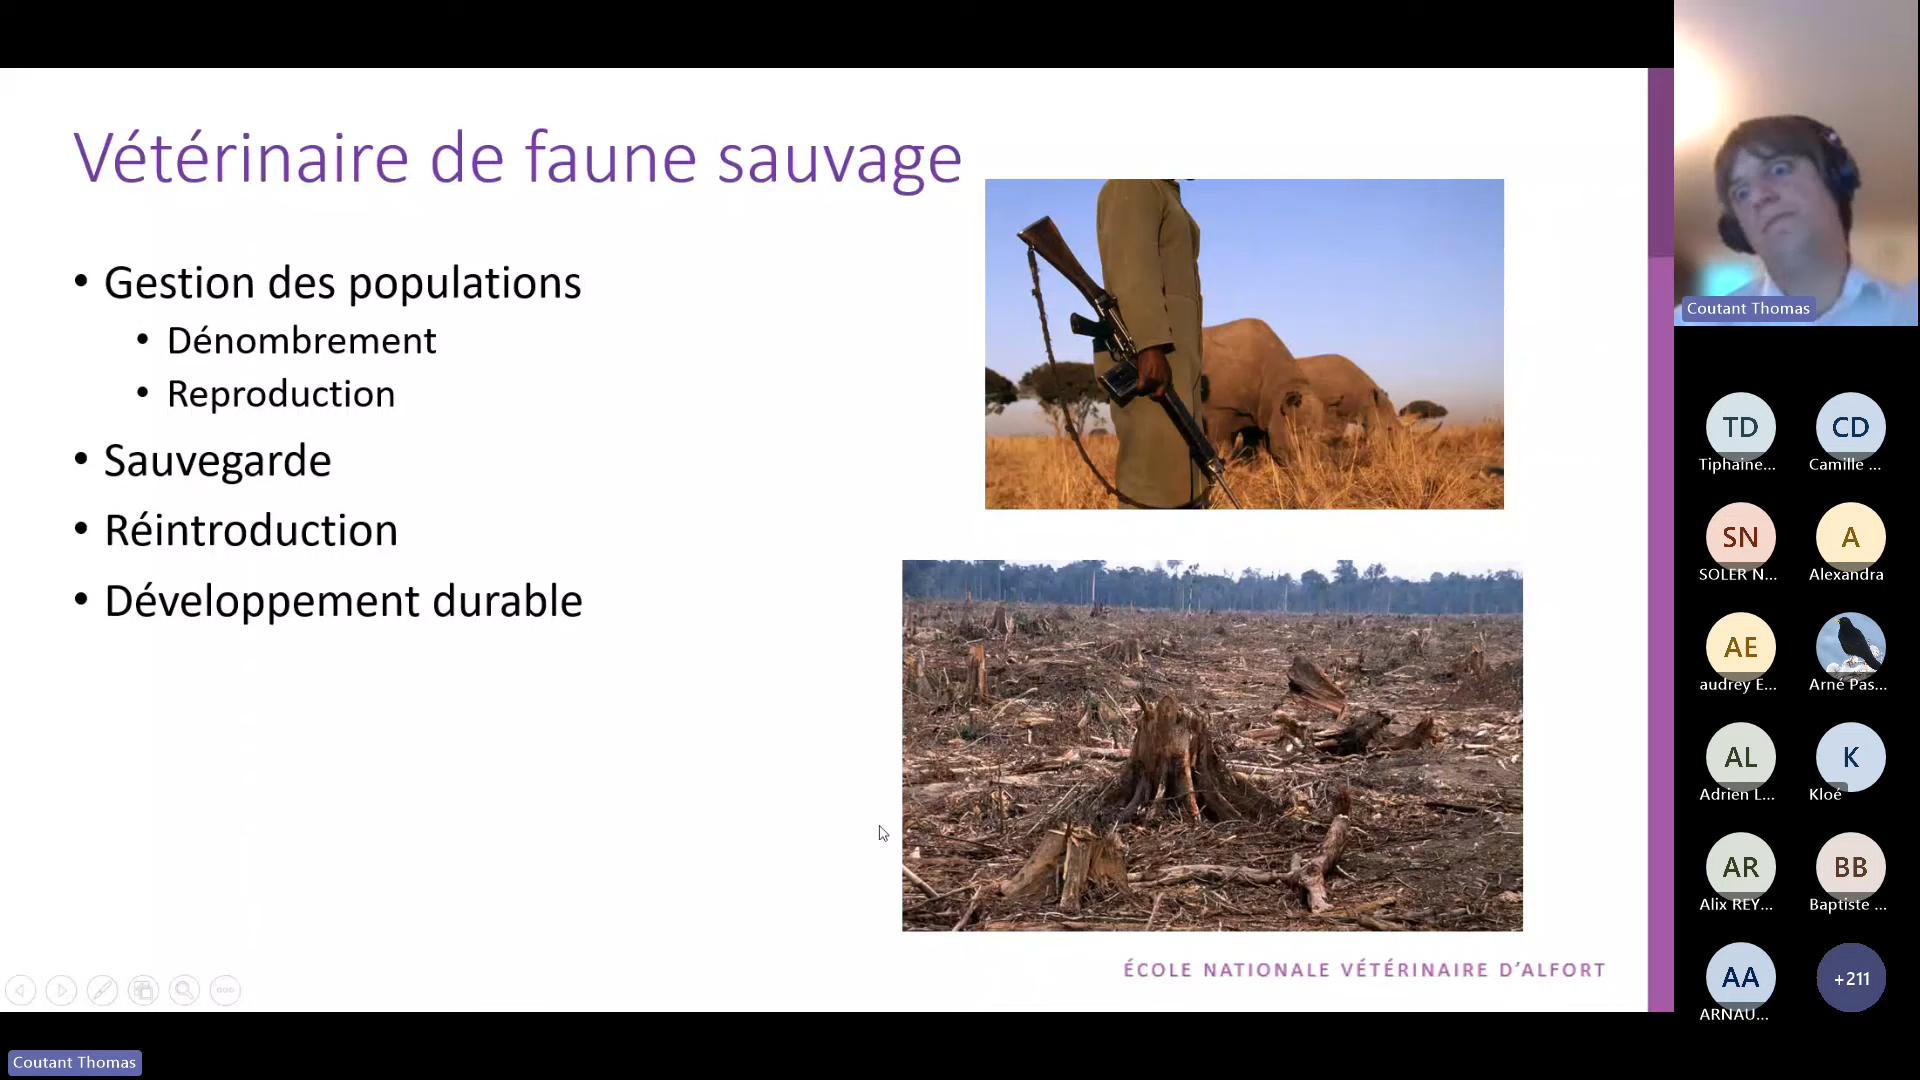 Vétérinaire de faune sauvage
• Gestion des populations
• Dénombrement
• Reproduction
• Sauvegarde
• Réintroduction
• Développement durable
ÉCOLE NATIONALE VÉTÉRINAIRE D'ALFORT
Coutant Thomas
Coutant Thomas
TD
Tiphaine...
CD
Camille ...
SN
SOLER N...
A
Alexandra
AE
audrey E...
Arné Pas...
AL
Adrien L...
K
Kloé
AR
Alix REY...
BB
Baptiste ...
AA
ARNAU...
+211